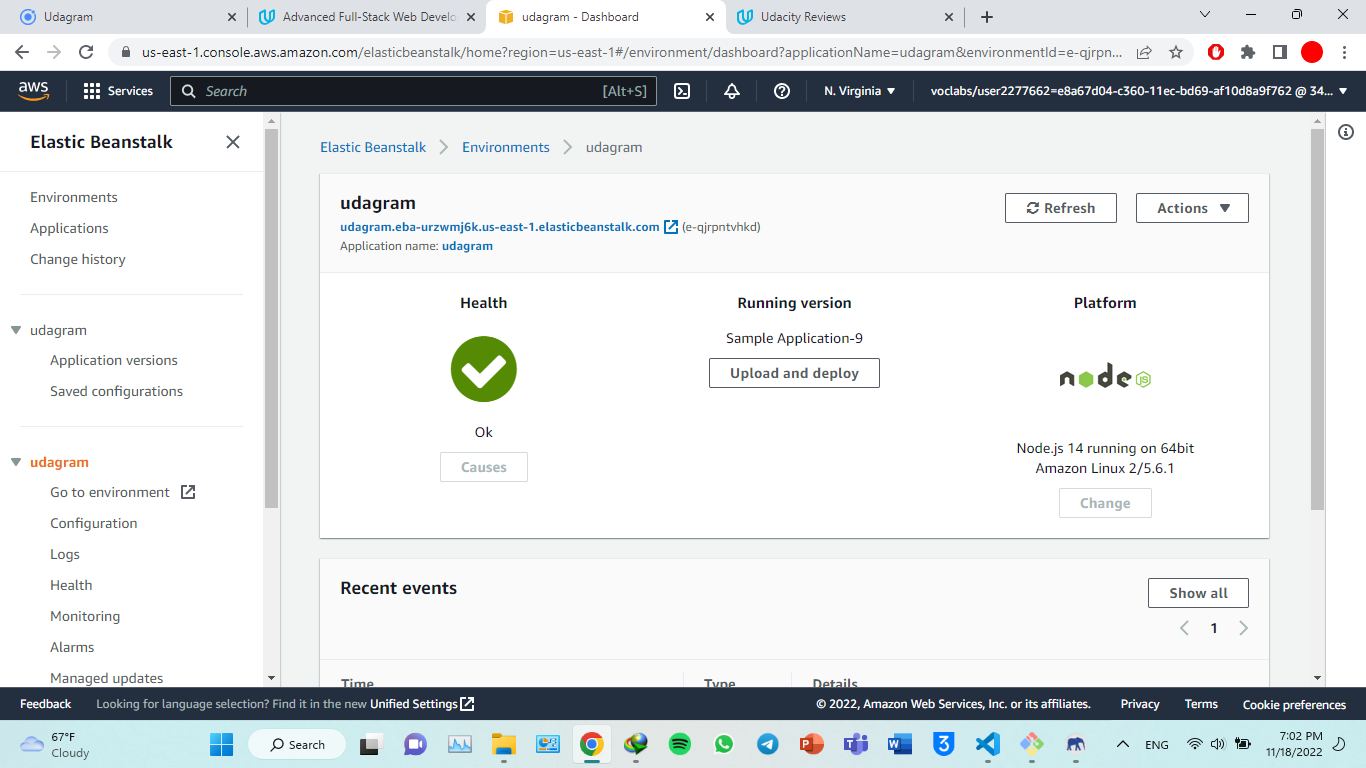 Udagram
Advanced Full-Stack Web Develo
udagram - Dashboard
Udacity Reviews
us-east-1.console.aws.amazon.com/elasticbeanstalk/home?region=us-east-1#/environment/dashboard?applicationName=udagram&environmentId=e-qjrpn...
aws
Services
Search
[Alt+S]
N. Virginia
voclabs/user2277662=e8a67d04-c360-11ec-bd69-af10d8a9f762 @ 34...
Elastic Beanstalk
Environments
Applications
Change history
udagram
Application versions
Saved configurations
udagram
Go to environment
Configuration
Logs
Health
Monitoring
Alarms
Managed updates
Elastic Beanstalk
Environments
udagram
udagram
udagram.eba-urzwmj6k.us-east-1.elasticbeanstalk.com (e-qjrpntvhkd)
Application name: udagram
Refresh
Actions
Health
Ok
Causes
Running version
Sample Application-9
Upload and deploy
Platform
node JS
Node.js 14 running on 64bit
Amazon Linux 2/5.6.1
Change
Recent events
Show all
1
Time
Type
Details
Feedback
Looking for language selection? Find it in the new Unified Settings
© 2022, Amazon Web Services, Inc. or its affiliates.
Privacy
Terms
Cookie preferences
67°F
Cloudy
Search
ENG
7:02 PM
11/18/2022